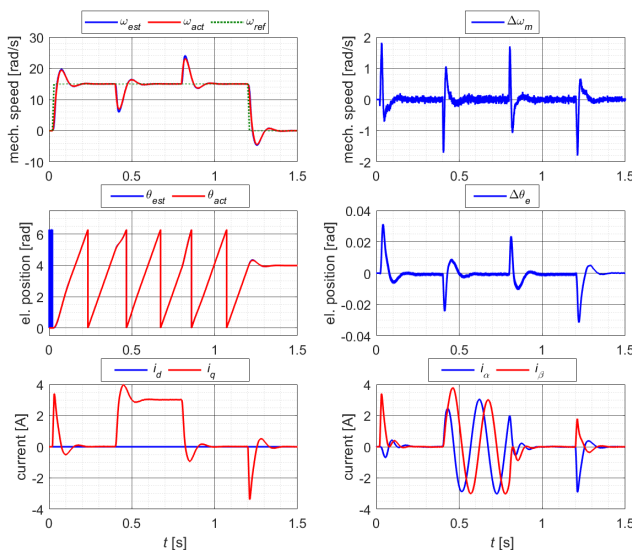 ω_est ω_act ω_ref
mech. speed [rad/s]
30
20
10
0
-10
0 0.5 1 1.5
Δω_m
mech. speed [rad/s]
2
1
0
-1
-2
0 0.5 1 1.5
θ_est θ_act
el. position [rad]
6
4
2
0
0 0.5 1 1.5
Δθ_e
el. position [rad]
0.04
0.02
0
-0.02
-0.04
0 0.5 1 1.5
i_d i_q
current [A]
4
2
0
-2
-4
0 0.5 1 1.5
t [s]
i_α i_β
current [A]
4
2
0
-2
-4
0 0.5 1 1.5
t [s]